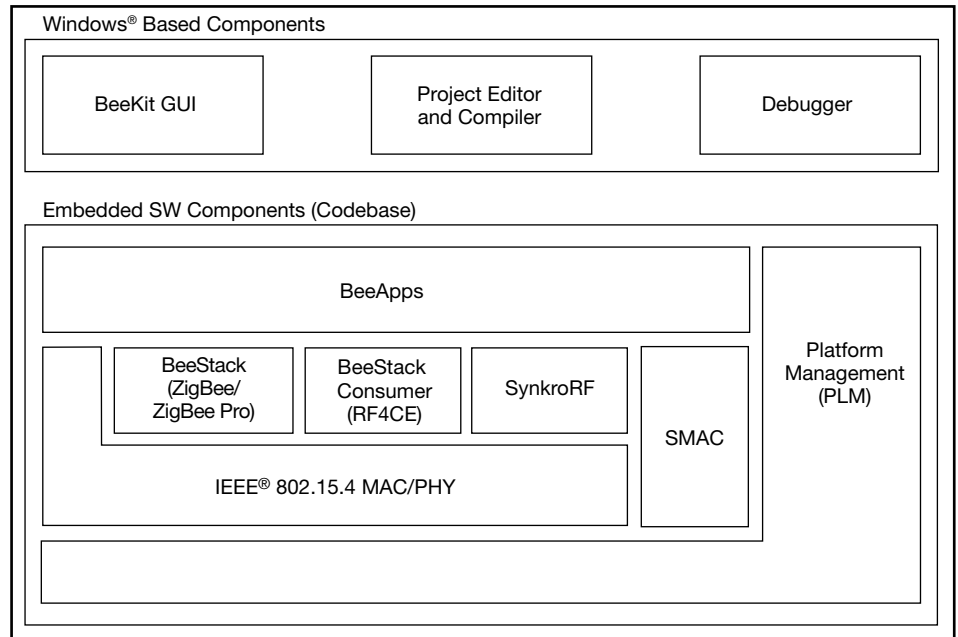 Windows® Based Components
BeeKit GUI
Project Editor
and Compiler
Debugger
Embedded SW Components (Codebase)
BeeApps
Platform
Management
(PLM)
BeeStack
(ZigBee/
ZigBee Pro)
BeeStack
Consumer
(RF4CE)
SynkroRF
SMAC
IEEE® 802.15.4 MAC/PHY